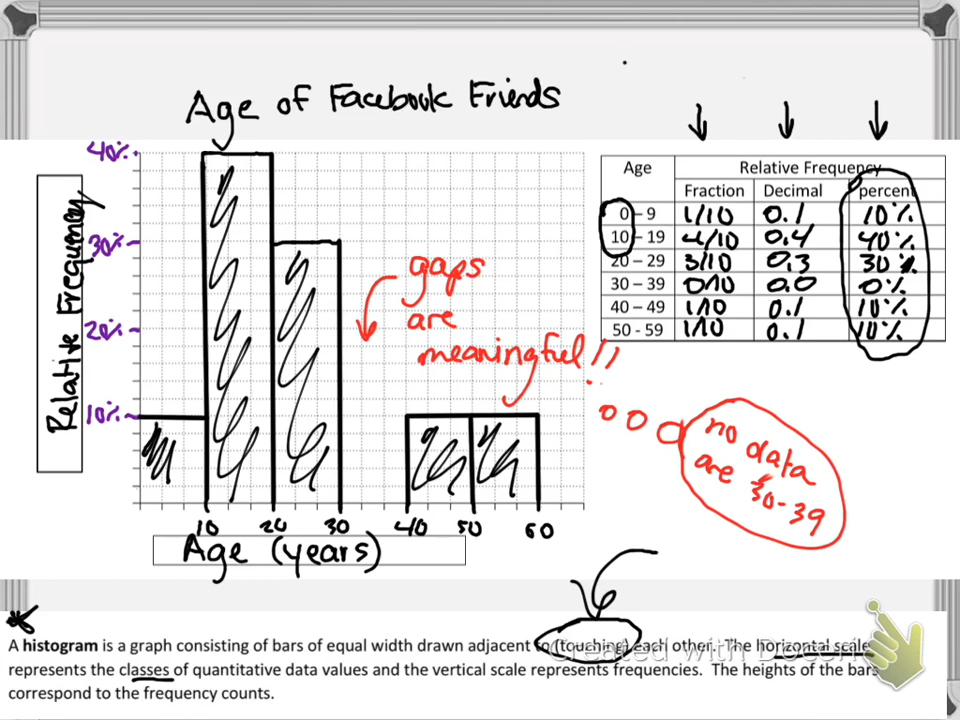 Age of Facebook Friends
40%
30%
20%
10%
Relative Frequency
10 20 30 40 50 60
Age (years)
gaps
are
meaningful!!
no data
are 30-39
Age Relative Frequency
Fraction Decimal percent
0 – 9 1/10 0.1 10%
10 – 19 4/10 0.4 40%
20 – 29 3/10 0.3 30%
30 – 39 0/10 0.0 0%
40 – 49 1/10 0.1 10%
50 - 59 1/10 0.1 10%
A histogram is a graph consisting of bars of equal width drawn adjacent to (touching) each other. The horizontal scale
represents the classes of quantitative data values and the vertical scale represents frequencies. The heights of the bars
correspond to the frequency counts.
Created with Doceri